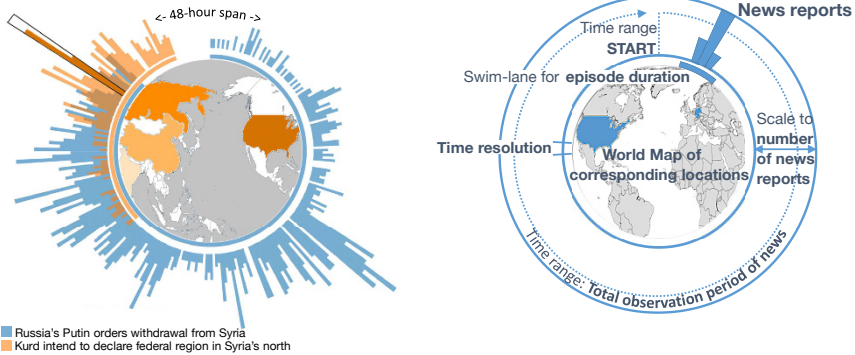 <- 48-hour span ->
Russia's Putin orders withdrawal from Syria
Kurd intend to declare federal region in Syria's north
News reports
Time range
START
Swim-lane for episode duration
Scale to
number
of news
reports
Time resolution
World Map of
corresponding locations
Time range: Total observation period of news